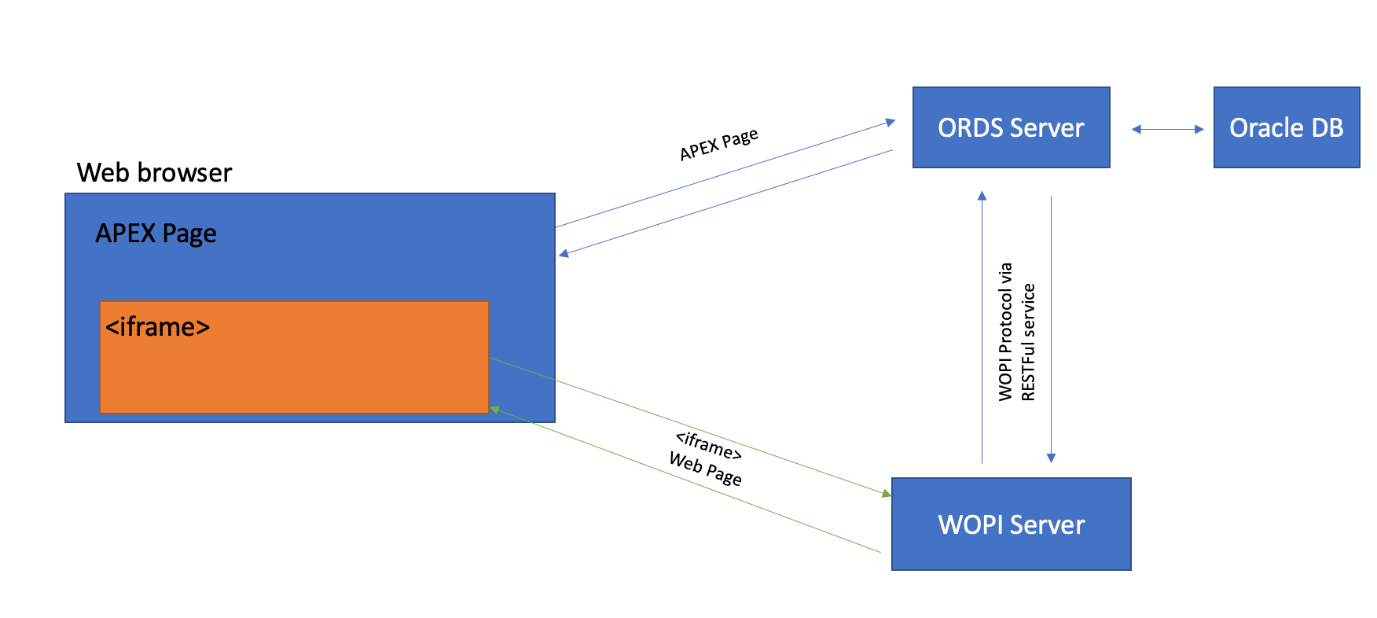 Web browser
APEX Page
<iframe>
APEX Page
ORDS Server
Oracle DB
WOPI Protocol via
RESTFul service
<iframe>
Web Page
WOPI Server